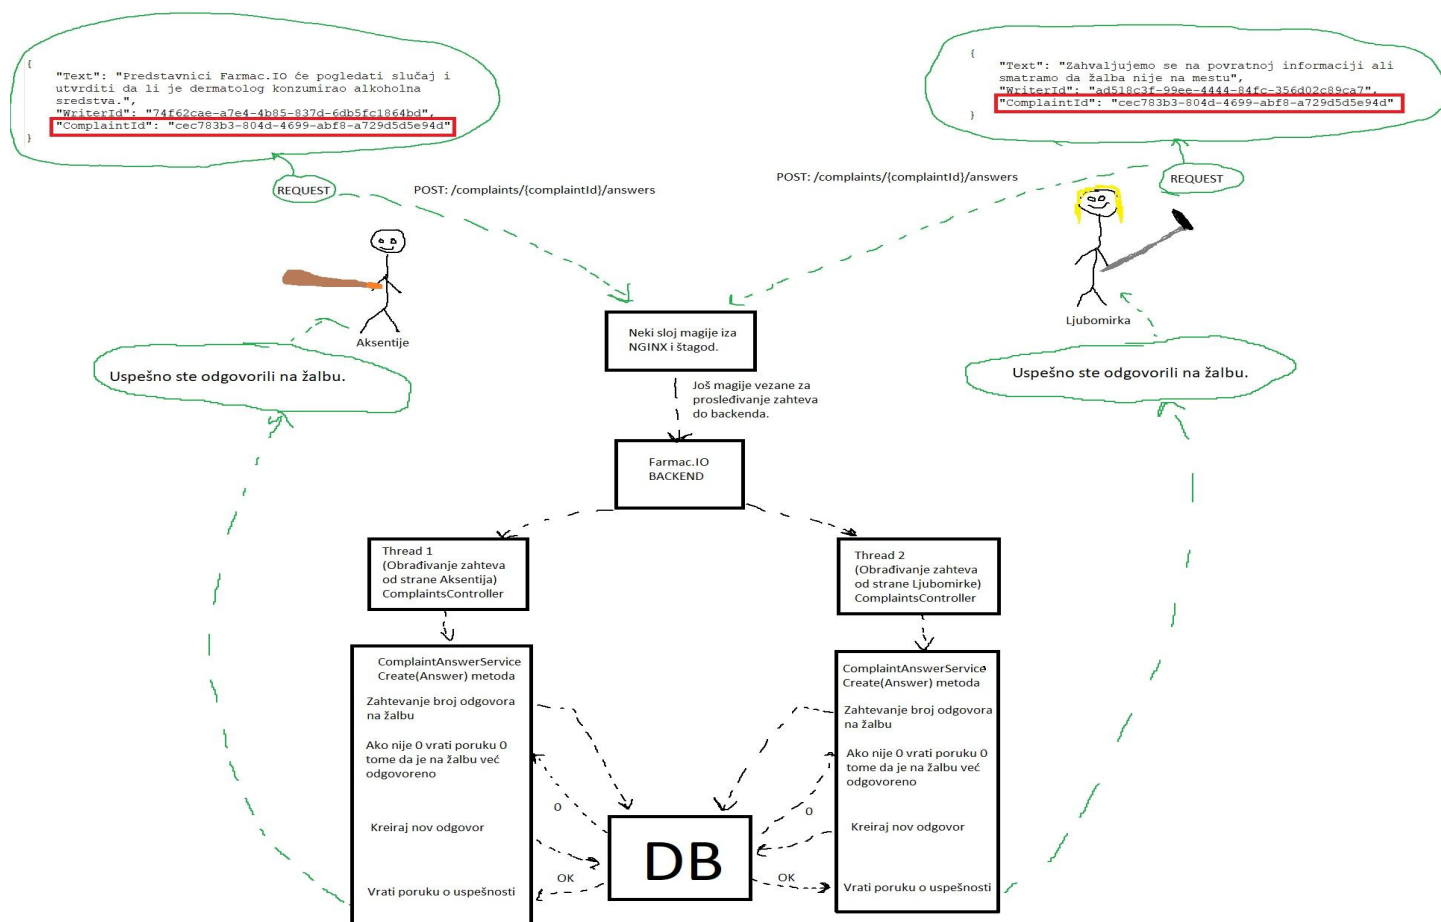 {
"Text": "Predstavnici Farmac.IO će pogledati slučaj i
utvrditi da li je dermatolog konzumirao alkoholna
sredstva.",
"WriterId": "74f62cae-a7e4-4b85-837d-6db5fc1864bd",
"ComplaintId": "cec783b3-804d-4699-abf8-a729d5d5e94d"
}
{
"Text": "Zahvaljujemo se na povratnoj informaciji ali
smatramo da žalba nije na mestu",
"WriterId": "ad518c3f-99ee-4444-84fc-356d02c89ca7",
"ComplaintId": "cec783b3-804d-4699-abf8-a729d5d5e94d"
}
REQUEST
POST: /complaints/{complaintId}/answers
POST: /complaints/{complaintId}/answers
REQUEST
Aksentije
Ljubomirka
Uspešno ste odgovorili na žalbu.
Neki sloj magije iza
NGINX i štagod.
Uspešno ste odgovorili na žalbu.
Još magije vezane za
prosleđivanje zahteva
do backenda.
Farmac.IO
BACKEND
Thread 1
(Obrađivanje zahteva
od strane Aksentija)
ComplaintsController
Thread 2
(Obrađivanje zahteva
od strane Ljubomirke)
ComplaintsController
ComplaintAnswerService
Create(Answer) metoda
Zahtevanje broj odgovora
na žalbu
Ako nije 0 vrati poruku 0
tome da je na žalbu već
odgovoreno
Kreiraj nov odgovor
Vrati poruku o uspešnosti
0
OK
DB
0
OK
ComplaintAnswerService
Create(Answer) metoda
Zahtevanje broj odgovora
na žalbu
Ako nije 0 vrati poruku 0
tome da je na žalbu već
odgovoreno
Kreiraj nov odgovor
Vrati poruku o uspešnosti